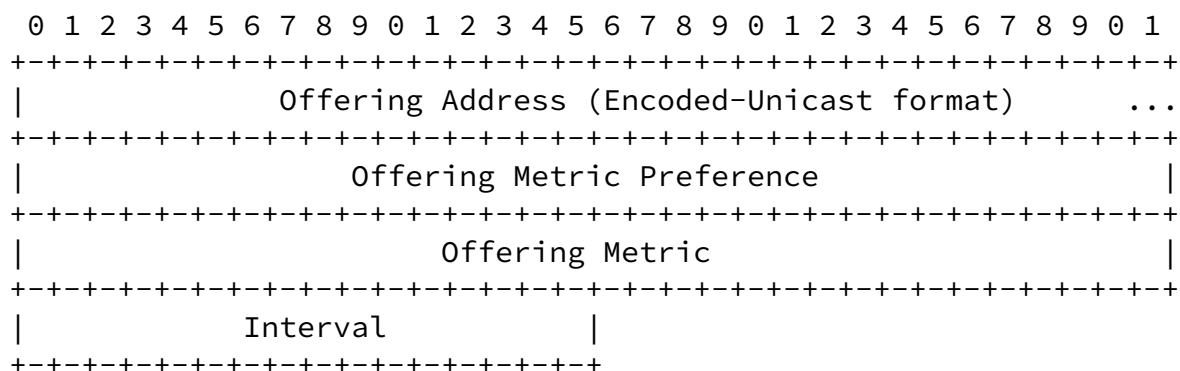 0 1 2 3 4 5 6 7 8 9 0 1 2 3 4 5 6 7 8 9 0 1 2 3 4 5 6 7 8 9 0 1
+-+-+-+-+-+-+-+-+-+-+-+-+-+-+-+-+-+-+-+-+-+-+-+-+-+-+-+-+-+-+-+-+
|              Offering Address (Encoded-Unicast format)      ...
+-+-+-+-+-+-+-+-+-+-+-+-+-+-+-+-+-+-+-+-+-+-+-+-+-+-+-+-+-+-+-+-+
|                  Offering Metric Preference                   |
+-+-+-+-+-+-+-+-+-+-+-+-+-+-+-+-+-+-+-+-+-+-+-+-+-+-+-+-+-+-+-+-+
|                       Offering Metric                         |
+-+-+-+-+-+-+-+-+-+-+-+-+-+-+-+-+-+-+-+-+-+-+-+-+-+-+-+-+-+-+-+-+
|            Interval           |
+-+-+-+-+-+-+-+-+-+-+-+-+-+-+-+-+